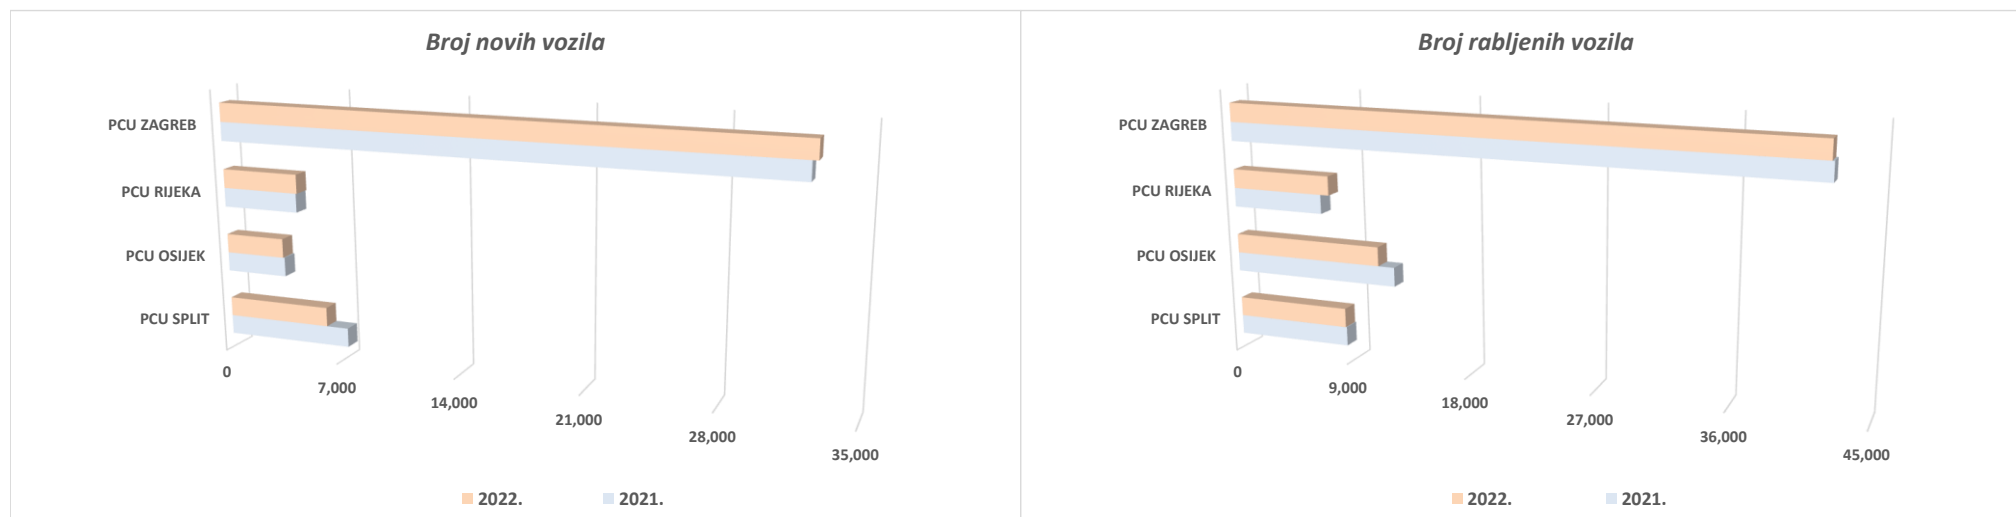 Broj novih vozila
PCU ZAGREB
PCU RIJEKA
PCU OSIJEK
PCU SPLIT
0
7,000
14,000
21,000
28,000
35,000
2022.
2021.
Broj rabljenih vozila
PCU ZAGREB
PCU RIJEKA
PCU OSIJEK
PCU SPLIT
0
9,000
18,000
27,000
36,000
45,000
2022.
2021.